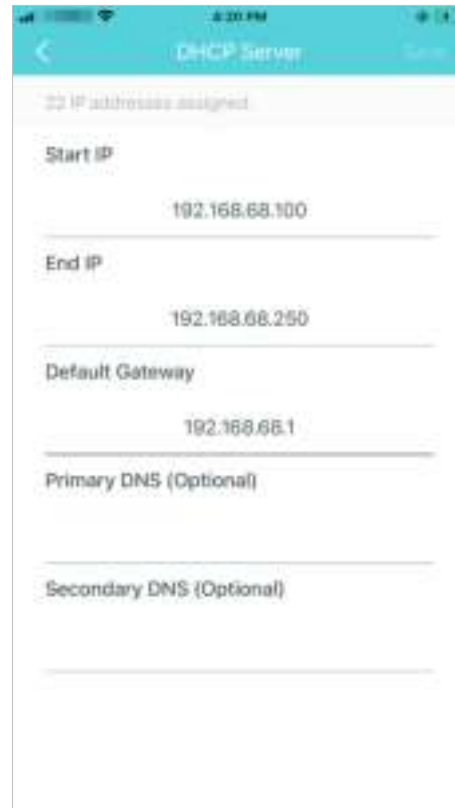 4:20 PM
DHCP Server
Save
22 IP addresses assigned.
Start IP
192.168.68.100
End IP
192.168.68.250
Default Gateway
192.168.68.1
Primary DNS (Optional)
Secondary DNS (Optional)